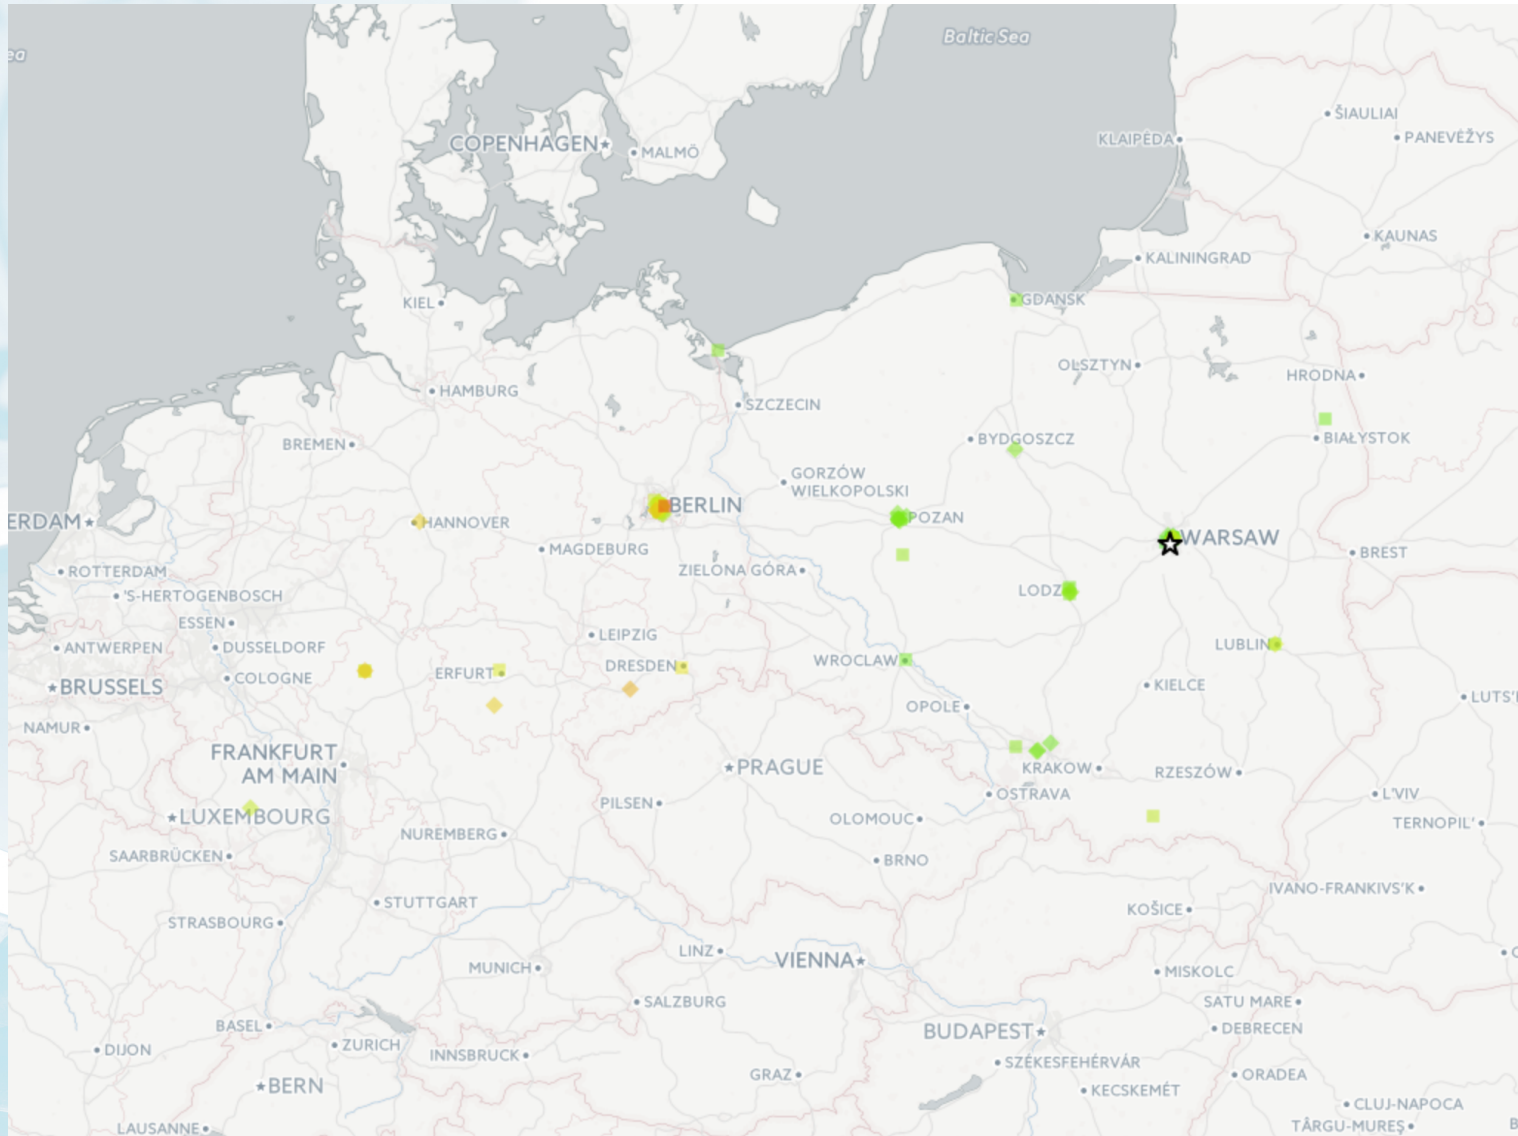 ea
Baltic Sea
ŠIAULIAI
PANEVĖŽYS
KLAIPĖDA
COPENHAGEN
MALMÖ
KAUNAS
KALININGRAD
KIEL
GDANSK
OLSZTYN
HRODNA
HAMBURG
SZCZECIN
BREMEN
BYDGOSZCZ
BIAŁYSTOK
GORZÓW
WIELKOPOLSKI
BERLIN
ERDAM
HANNOVER
POZAN
WARSAW
MAGDEBURG
BREST
ROTTERDAM
ZIELONA GÓRA
'S-HERTOGENBOSCH
LODZ
ESSEN
LEIPZIG
ANTWERPEN
DUSSELDORF
LUBLIN
DRESDEN
WROCLAW
ERFURT
COLOGNE
BRUSSELS
KIELCE
LUTS'
NAMUR
OPOLE
FRANKFURT
AM MAIN
PRAGUE
KRAKOW
RZESZÓW
OSTRAVA
L'VIV
PILSEN
LUXEMBOURG
OLOMOUC
TERNOPIL'
NUREMBERG
SAARBRÜCKEN
BRNO
IVANO-FRANKIVS'K
STUTTGART
KOŠICE
STRASBOURG
LINZ
VIENNA
MUNICH
MISKOLC
SALZBURG
SATU MARE
BASEL
BUDAPEST
DEBRECEN
ZURICH
DIJON
INNSBRUCK
SZÉKESFEHÉRVÁR
GRAZ
ORADEA
BERN
KECSKEMÉT
CLUJ-NAPOCA
LAUSANNE
TÂRGU-MUREȘ